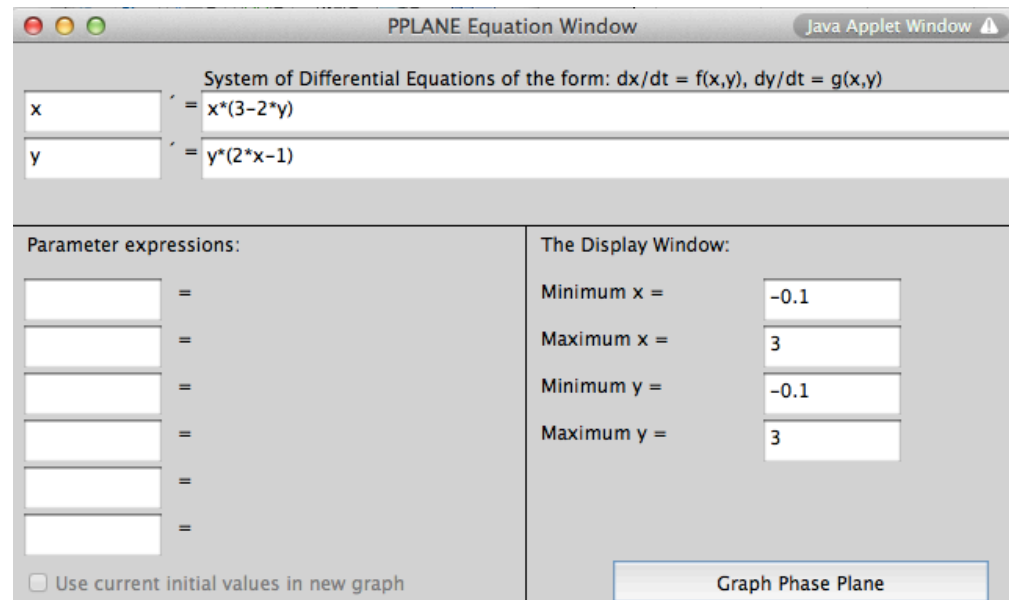 PPLANE Equation Window
Java Applet Window
System of Differential Equations of the form: dx/dt = f(x,y), dy/dt = g(x,y)
x ´ = x*(3-2*y)
y ´ = y*(2*x-1)
Parameter expressions:
=
=
=
=
=
=
Use current initial values in new graph
The Display Window:
Minimum x = -0.1
Maximum x = 3
Minimum y = -0.1
Maximum y = 3
Graph Phase Plane